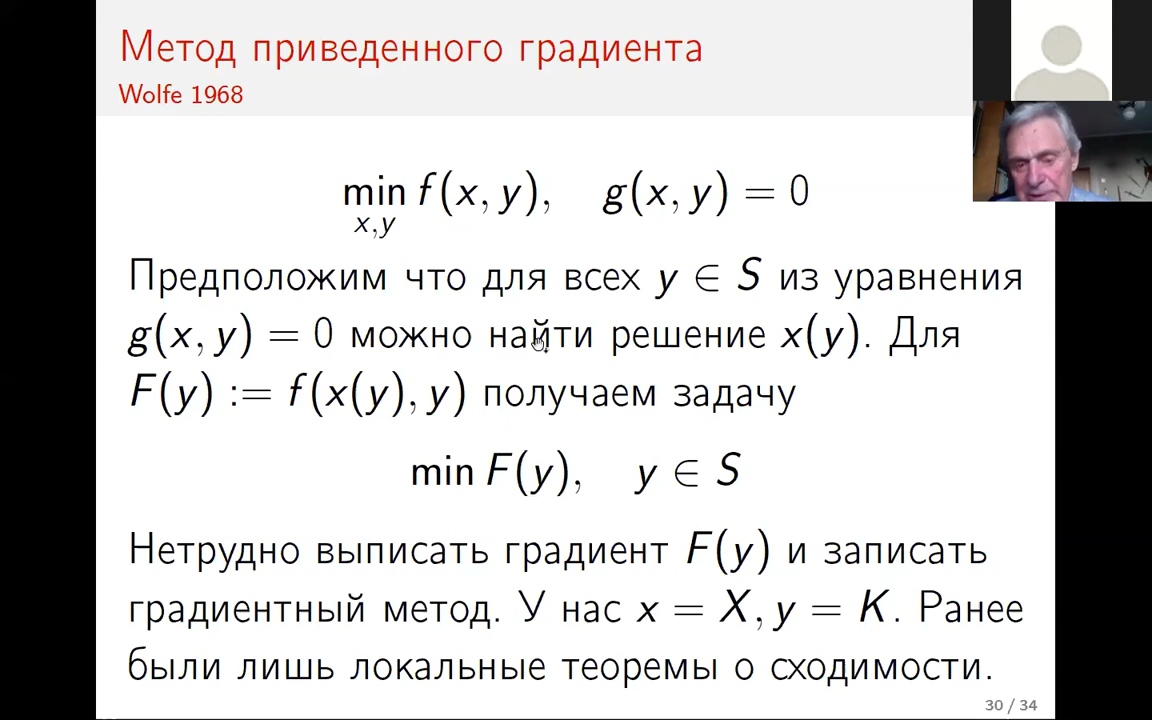 Метод приведенного градиента
Wolfe 1968
min f(x, y), g(x, y) = 0
x,y
Предположим что для всех y ∈ S из уравнения
g(x, y) = 0 можно найти решение x(y). Для
F(y) := f(x(y), y) получаем задачу
min F(y), y ∈ S
Нетрудно выписать градиент F(y) и записать
градиентный метод. У нас x = X, y = K. Ранее
были лишь локальные теоремы о сходимости.
30 / 34